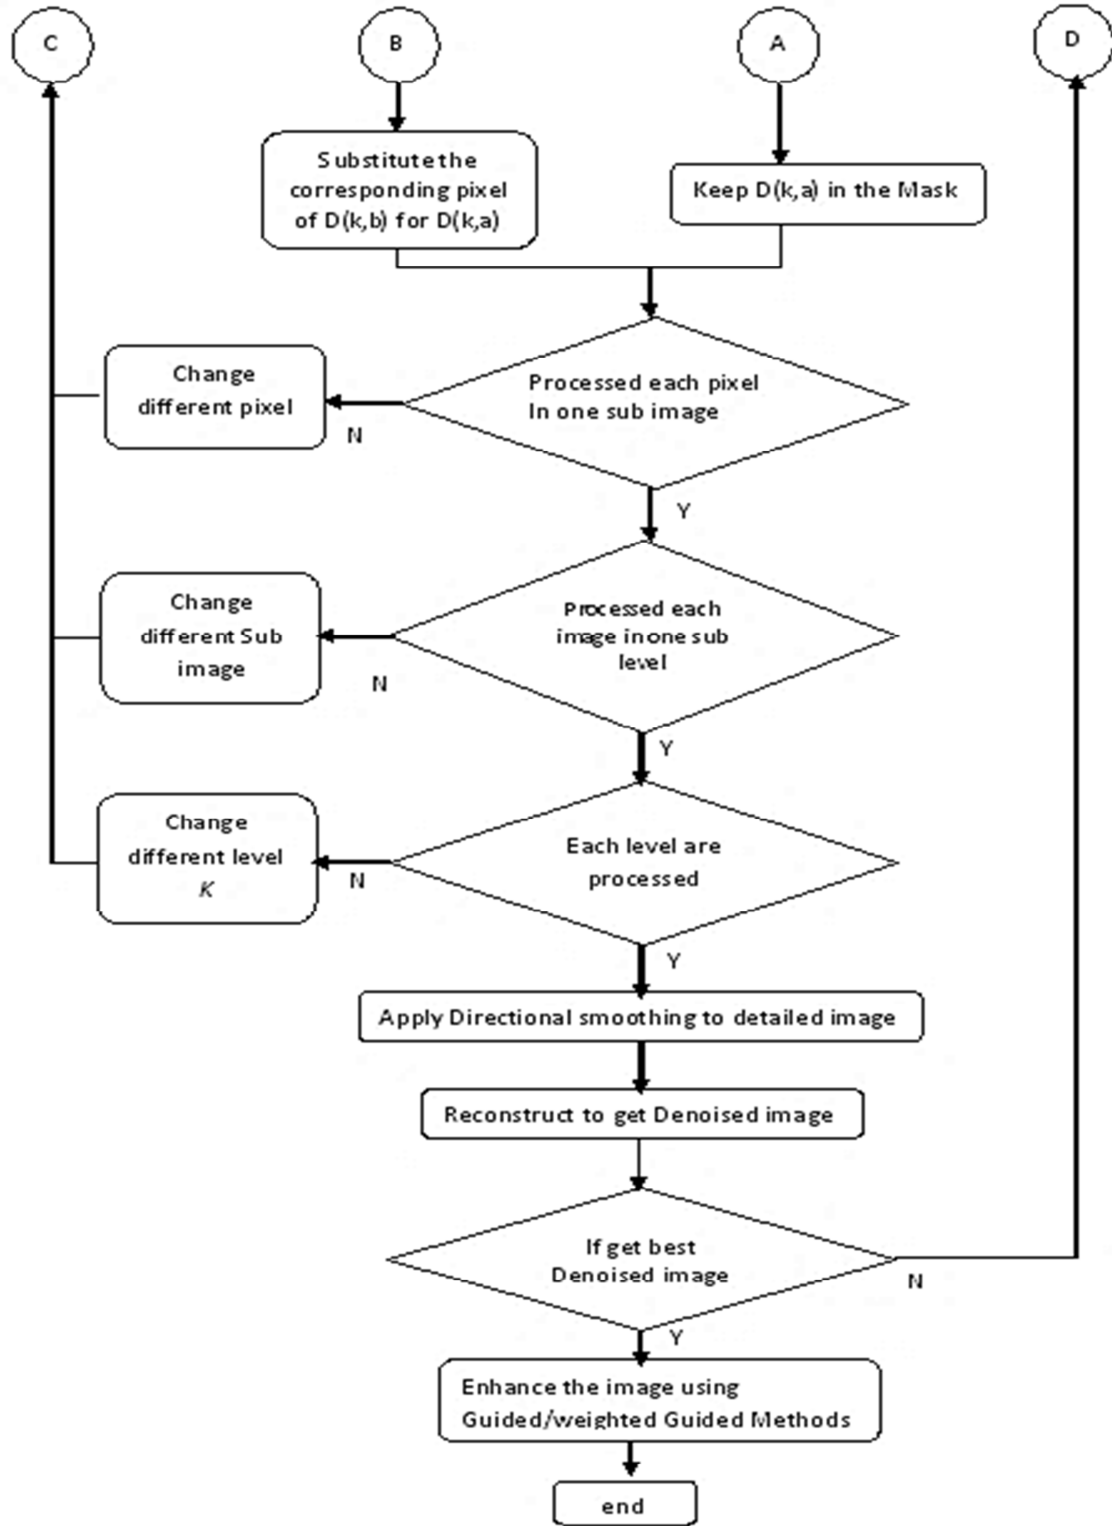 C
B
A
D
Substitute the
corresponding pixel
of D(k,b) for D(k,a)
Keep D(k,a) in the Mask
Change
different pixel
Processed each pixel
In one sub image
N
Y
Change
different Sub
image
Processed each
image in one sub
level
N
Y
Change
different level
K
Each level are
processed
N
Y
Apply Directional smoothing to detailed image
Reconstruct to get Denoised image
If get best
Denoised image
N
Y
Enhance the image using
Guided/weighted Guided Methods
end